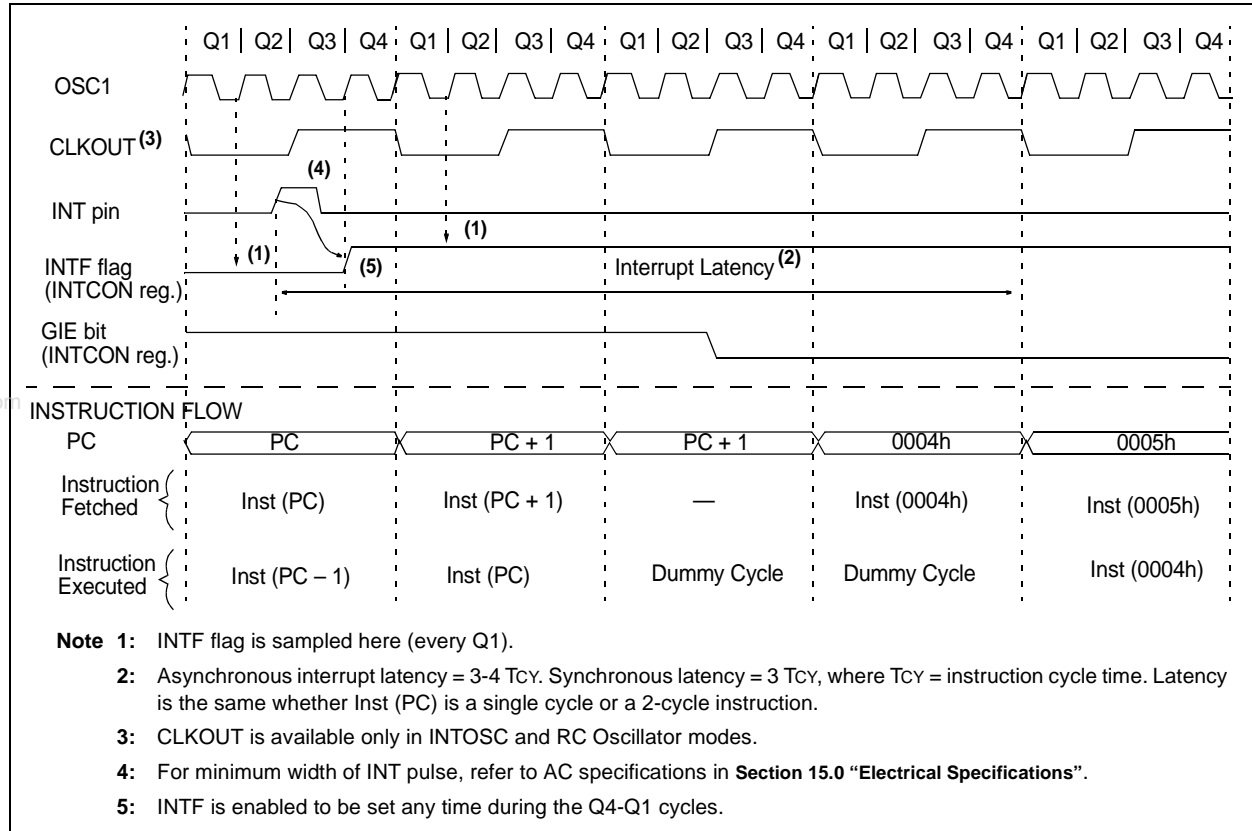 Q1 | Q2 | Q3 | Q4 Q1 | Q2 | Q3 | Q4 Q1 | Q2 | Q3 | Q4 Q1 | Q2 | Q3 | Q4 Q1 | Q2 | Q3 | Q4
OSC1
CLKOUT (3)
(4)
INT pin
(1) (1)
INTF flag (5) Interrupt Latency (2)
(INTCON reg.)
GIE bit
(INTCON reg.)
om
INSTRUCTION FLOW
PC PC PC + 1 PC + 1 0004h 0005h
Instruction
Fetched Inst (PC) Inst (PC + 1) — Inst (0004h) Inst (0005h)
Instruction
Executed Inst (PC – 1) Inst (PC) Dummy Cycle Dummy Cycle Inst (0004h)
Note 1: INTF flag is sampled here (every Q1).
2: Asynchronous interrupt latency = 3-4 TCY. Synchronous latency = 3 TCY, where TCY = instruction cycle time. Latency
is the same whether Inst (PC) is a single cycle or a 2-cycle instruction.
3: CLKOUT is available only in INTOSC and RC Oscillator modes.
4: For minimum width of INT pulse, refer to AC specifications in Section 15.0 “Electrical Specifications”.
5: INTF is enabled to be set any time during the Q4-Q1 cycles.